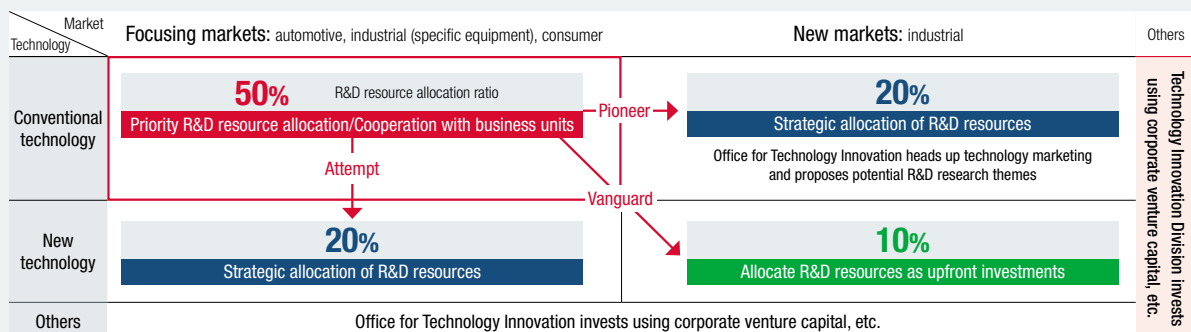 Market
Technology
Focusing markets: automotive, industrial (specific equipment), consumer
New markets: industrial
Others
Conventional
technology
50% R&D resource allocation ratio
Priority R&D resource allocation/Cooperation with business units
Pioneer
20%
Strategic allocation of R&D resources
Office for Technology Innovation heads up technology marketing
and proposes potential R&D research themes
Attempt
Vanguard
New
technology
20%
Strategic allocation of R&D resources
10%
Allocate R&D resources as upfront investments
Technology Innovation Division invests
using corporate venture capital, etc.
Others
Office for Technology Innovation invests using corporate venture capital, etc.